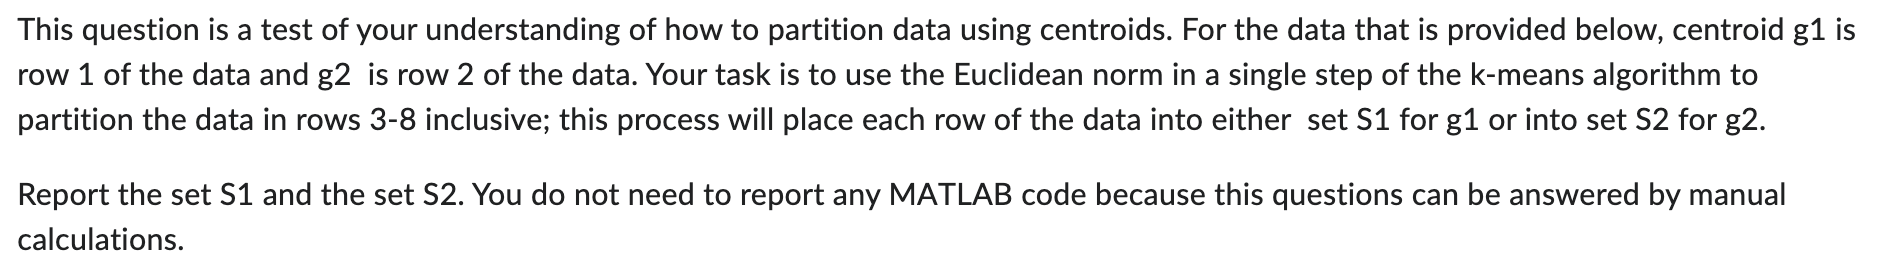 This question is a test of your understanding of how to partition data using centroids. For the data that is provided below, centroid g1 is
row 1 of the data and g2 is row 2 of the data. Your task is to use the Euclidean norm in a single step of the k-means algorithm to
partition the data in rows 3-8 inclusive; this process will place each row of the data into either set S1 for g1 or into set S2 for g2.
Report the set S1 and the set S2. You do not need to report any MATLAB code because this questions can be answered by manual
calculations.